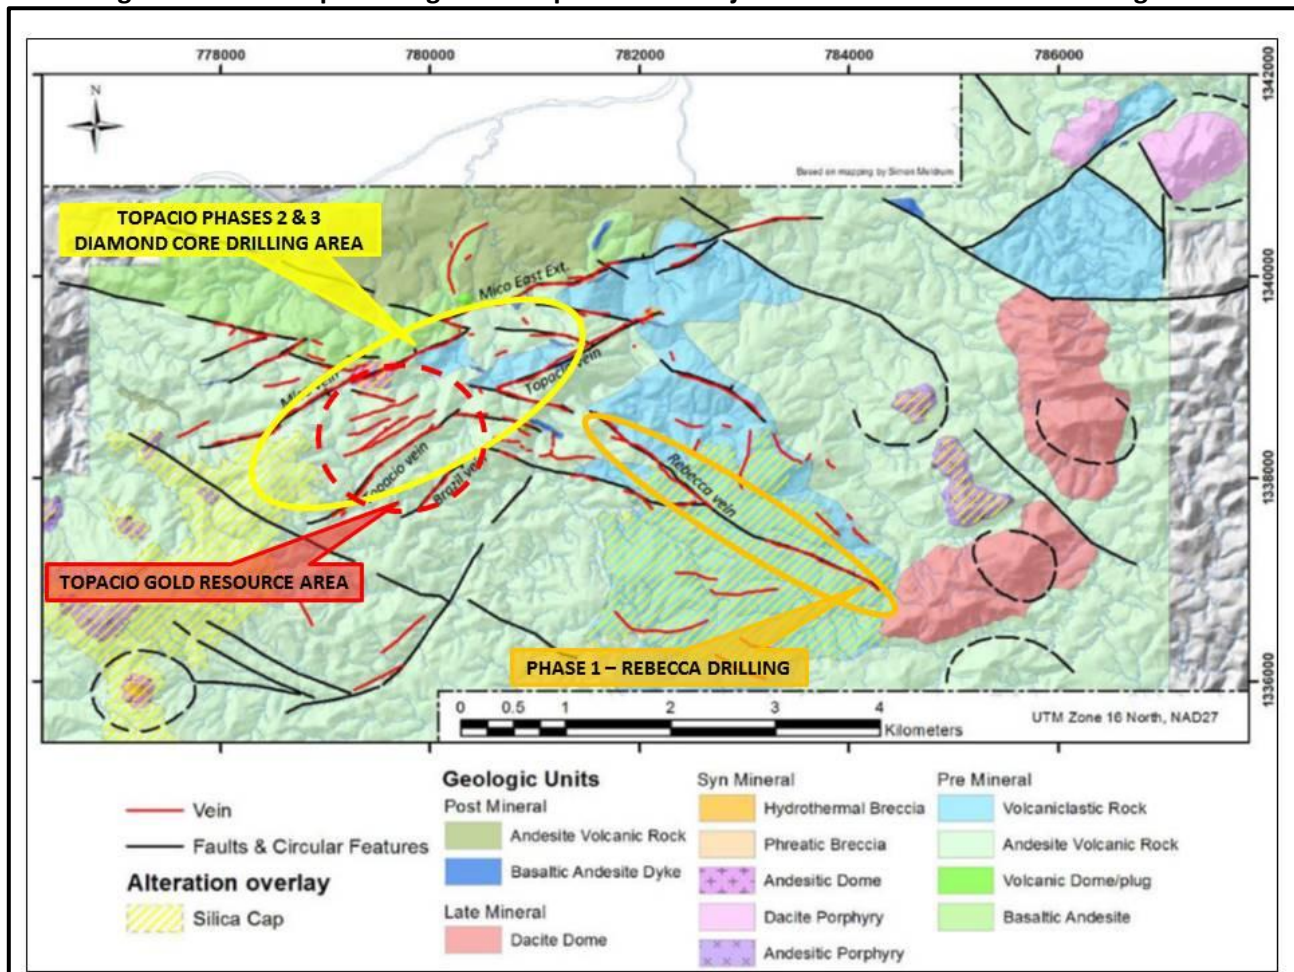 778000 780000 782000 784000 786000
1342000
N
Based on mapping by Simon Meldrum
TOPACIO PHASES 2 & 3
DIAMOND CORE DRILLING AREA
Mico East Ext.
1340000
Topacio vein
Mico vein
Rebecca vein
Topacio vein
Brazil vein
1338000
TOPACIO GOLD RESOURCE AREA
PHASE 1 – REBECCA DRILLING
1336000
0 0.5 1 2 3 4
Kilometers
UTM Zone 16 North, NAD27
Vein
Faults & Circular Features
Alteration overlay
Silica Cap
Geologic Units
Post Mineral
Andesite Volcanic Rock
Basaltic Andesite Dyke
Late Mineral
Dacite Dome
Syn Mineral
Hydrothermal Breccia
Phreatic Breccia
Andesitic Dome
Dacite Porphyry
Andesitic Porphyry
Pre Mineral
Volcaniclastic Rock
Andesite Volcanic Rock
Volcanic Dome/plug
Basaltic Andesite